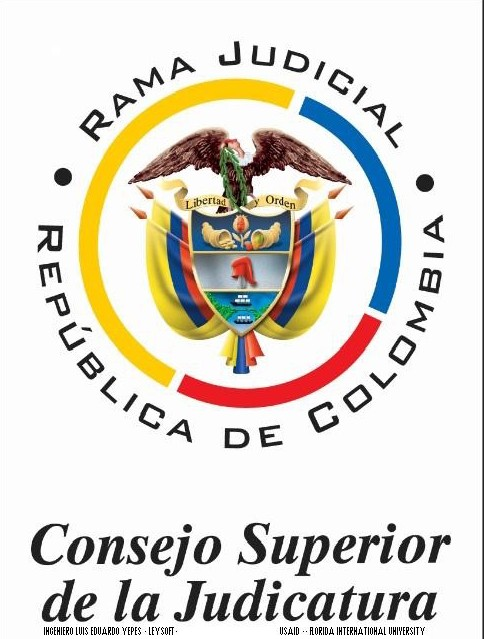 RAMA JUDICIAL
Libertad y Orden
REPÚBLICA DE COLOMBIA
Consejo Superior
de la Judicatura
INGENIERO LUIS EDUARDO YEPES - LEYSOFT- USAID - - FLORIDA INTERNATIONAL UNIVERSITY